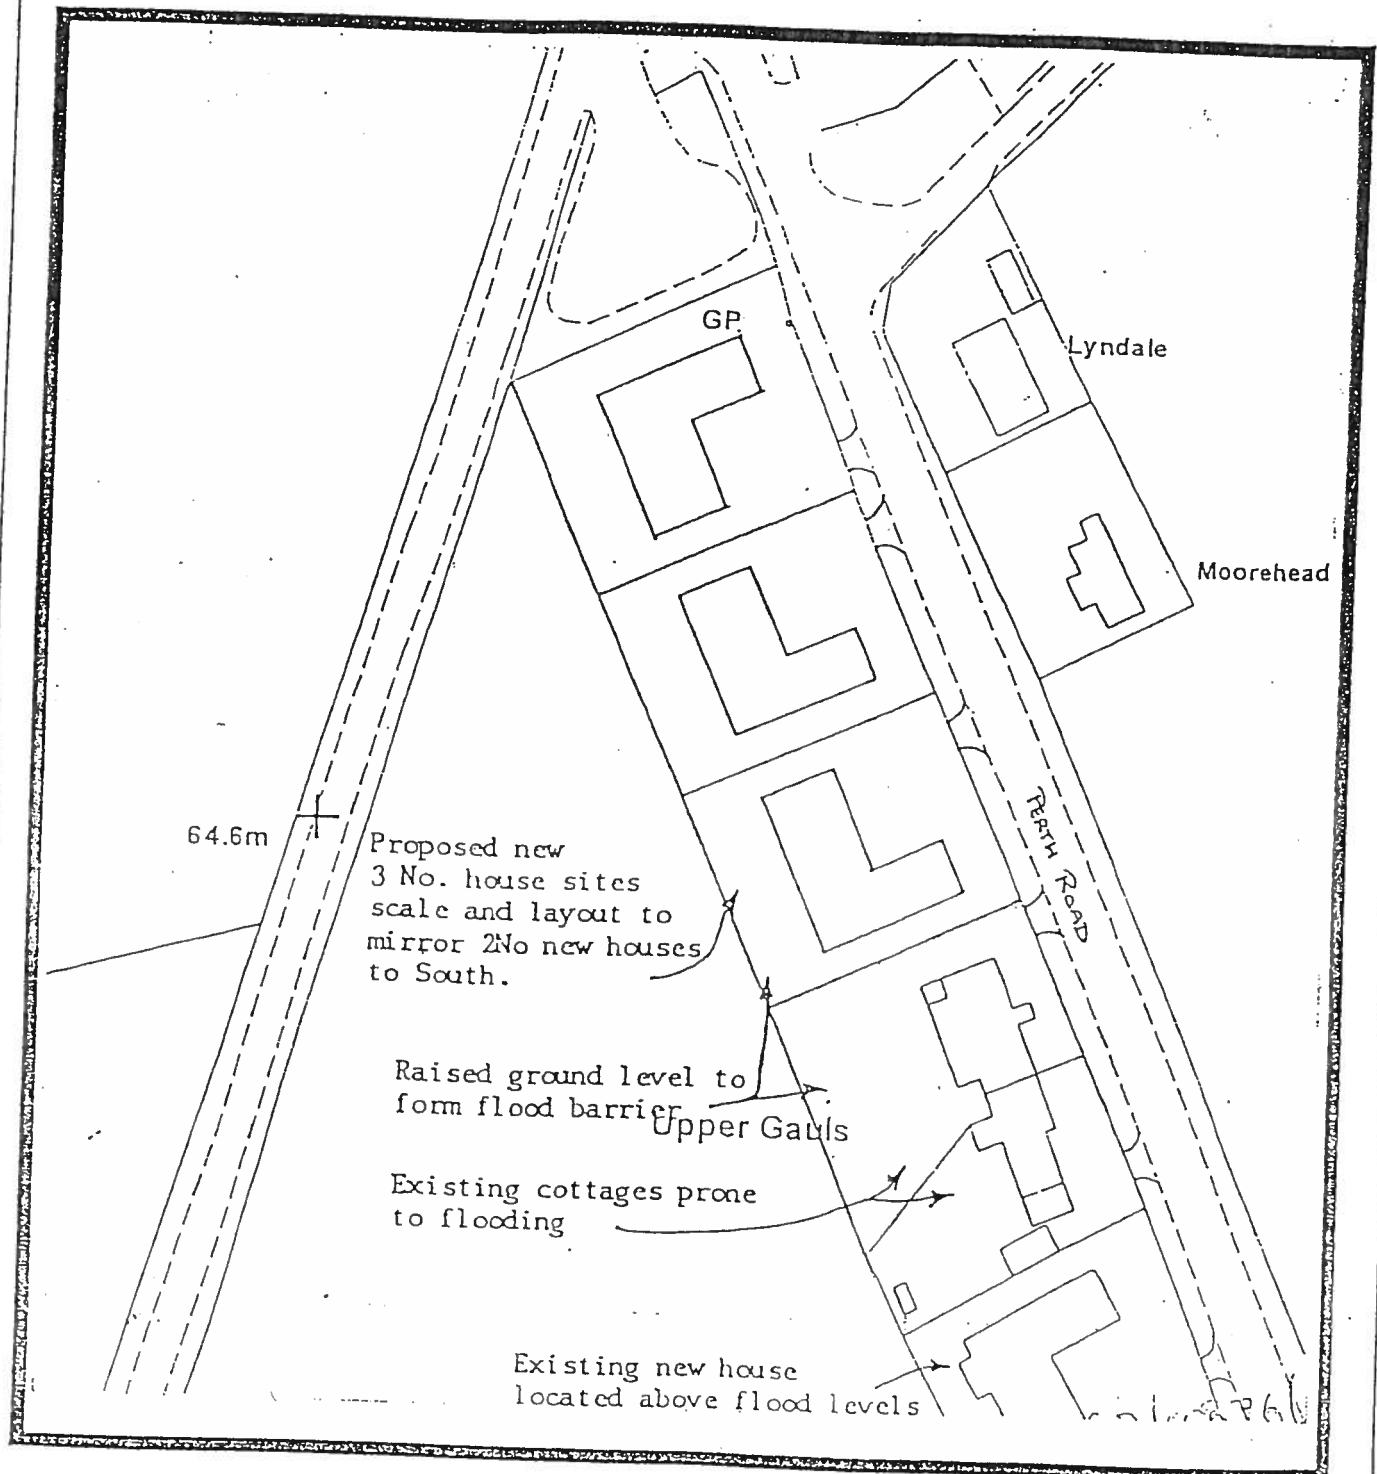 GP
Lyndale
Moorehead
PERTH ROAD
64.6m
Proposed new
3 No. house sites
scale and layout to
mirror 2No new houses
to South.
Raised ground level to
form flood barrier
Upper Gauls
Existing cottages prone
to flooding
Existing new house
located above flood levels